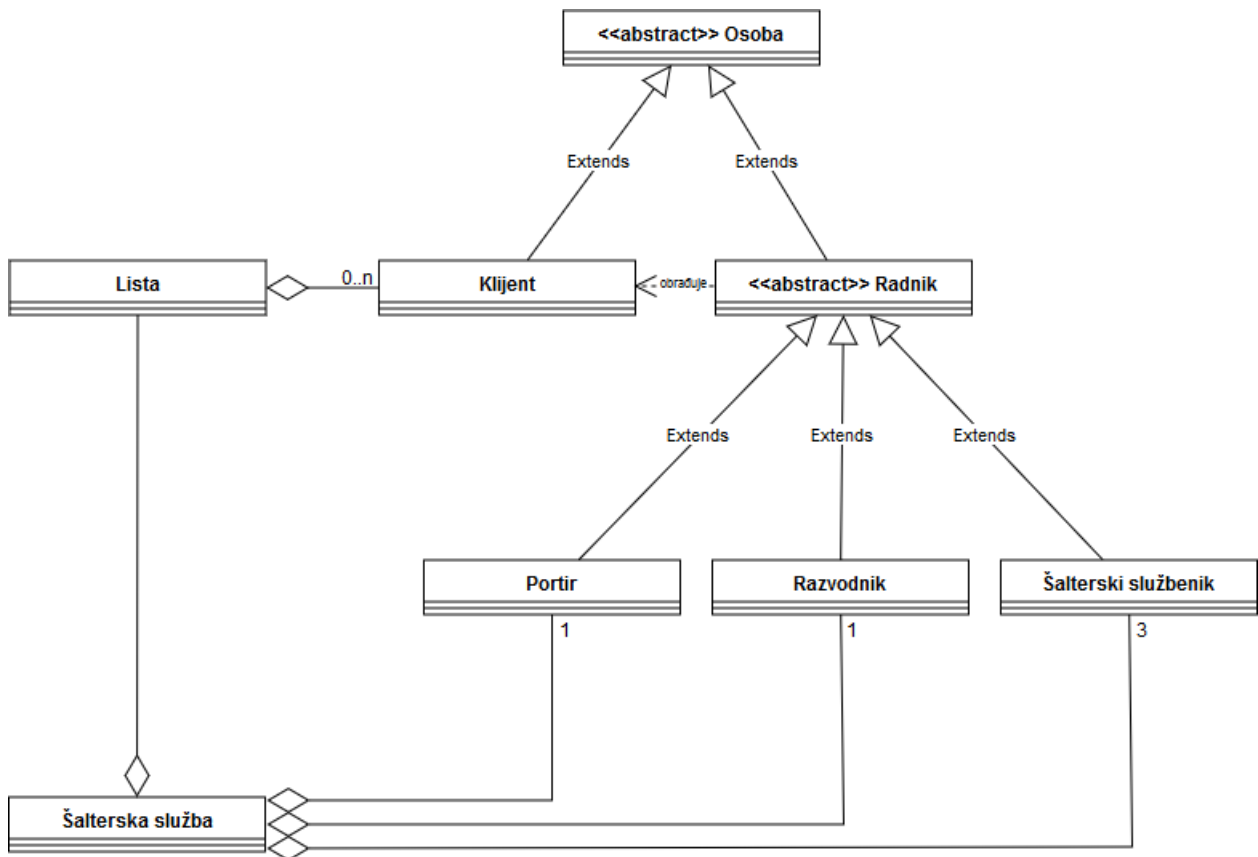 <<abstract>> Osoba
Extends
Extends
Lista
0..n
Klijent
obrađuje
<<abstract>> Radnik
Extends
Extends
Extends
Portir
Razvodnik
Šalterski službenik
1
1
3
Šalterska služba